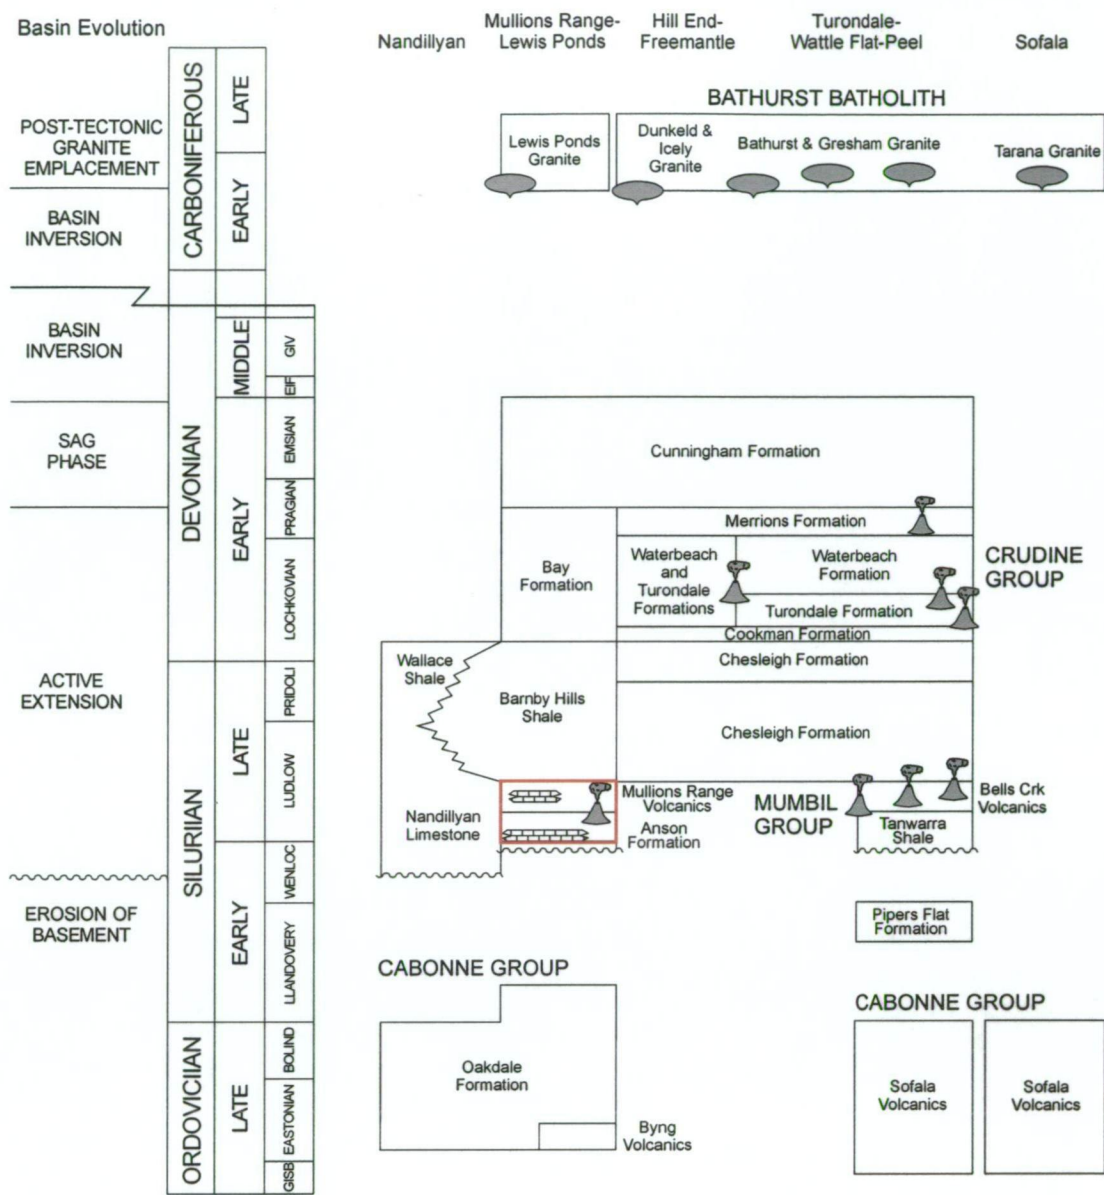 Basin Evolution
Nandillyan
Mullions Range-
Lewis Ponds
Hill End-
Freemantle
Turondale-
Wattle Flat-Peel
Sofala
POST-TECTONIC
GRANITE
EMPLACEMENT
BASIN
INVERSION
BASIN
INVERSION
SAG
PHASE
ACTIVE
EXTENSION
EROSION OF
BASEMENT
CARBONIFEROUS
DEVONIAN
SILURIIAN
ORDOVICIIAN
LATE
EARLY
MIDDLE
EARLY
LATE
EARLY
LATE
GIV
EIF
EMSIAN
PRAGIAN
LOCHKOVIAN
PRIDOLI
LUDLOW
WENLOC
LLANDOVERY
BOLIND
EASTONIAN
GISB
BATHURST BATHOLITH
Lewis Ponds
Granite
Dunkeld &
Icely
Granite
Bathurst & Gresham Granite
Tarana Granite
Cunningham Formation
Merrions Formation
Bay
Formation
Waterbeach
and
Turondale
Formations
Waterbeach
Formation
Turondale Formation
Cookman Formation
CRUDINE
GROUP
Wallace
Shale
Barnby Hills
Shale
Chesleigh Formation
Chesleigh Formation
Nandillyan
Limestone
Mullions Range
Volcanics
Anson
Formation
MUMBIL
GROUP
Bells Crk
Volcanics
Tanwarra
Shale
Pipers Flat
Formation
CABONNE GROUP
Oakdale
Formation
Byng
Volcanics
CABONNE GROUP
Sofala
Volcanics
Sofala
Volcanics